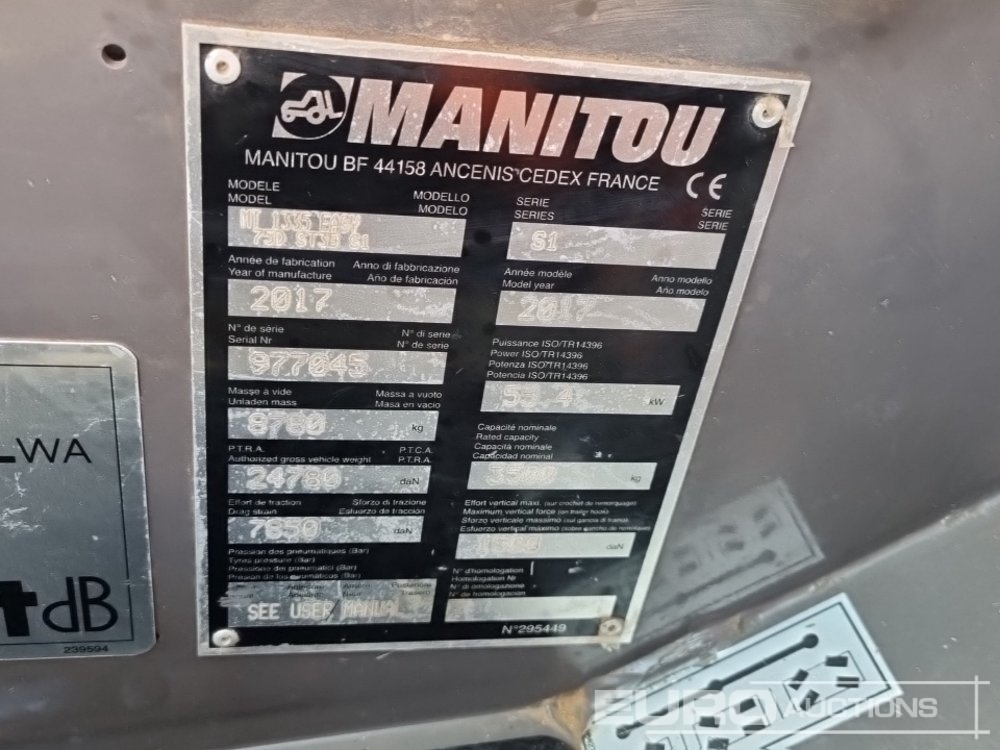 MANITOU
MANITOU BF 44158 ANCENIS CEDEX FRANCE CE
MODELE MODELLO
MODEL MODELO
MT 1335 EASY
75D ST3B S1
SERIE SERIE
SERIES SERIE
S1
Année de fabrication Anno di fabbricazione
Year of manufacture Año de fabricación
2017
Année modèle Anno modello
Model year Año modelo
2017
N° de série N° di serie
Serial Nr N° de serie
977045
Puissance ISO/TR14396
Power ISO/TR14396
Potenza ISO/TR14396
Potencia ISO/TR14396
55.4 kW
Masse à vide Massa a vuoto
Unladen mass Masa en vacio
8760 kg
Capacité nominale
Rated capacity
Capacità nominale
Capacidad nominal
3500 kg
P.T.R.A. P.T.C.A.
Authorized gross vehicle weight P.T.R.A.
24760 daN
Effort de traction Sforzo di trazione
Drag strain Esfuerzo de tracción
7850 daN
Effort vertical maxi. (sur crochet de remorquage)
Maximum vertical force (on trailer hook)
Sforzo verticale massimo (sul gancio di traino)
Esfuerzo vertical máximo (sobre gancho de remolque)
daN
Pression des pneumatiques (Bar)
Tyres pressure (Bar)
Pressione dei pneumatici (Bar)
Presión de los neumáticos (Bar)
SEE USER MANUAL
N° d'homologation
Homologation Nr
N° di omologazione
N° de homologación
N°295449
LWA
dB
239594
EURO AUCTIONS